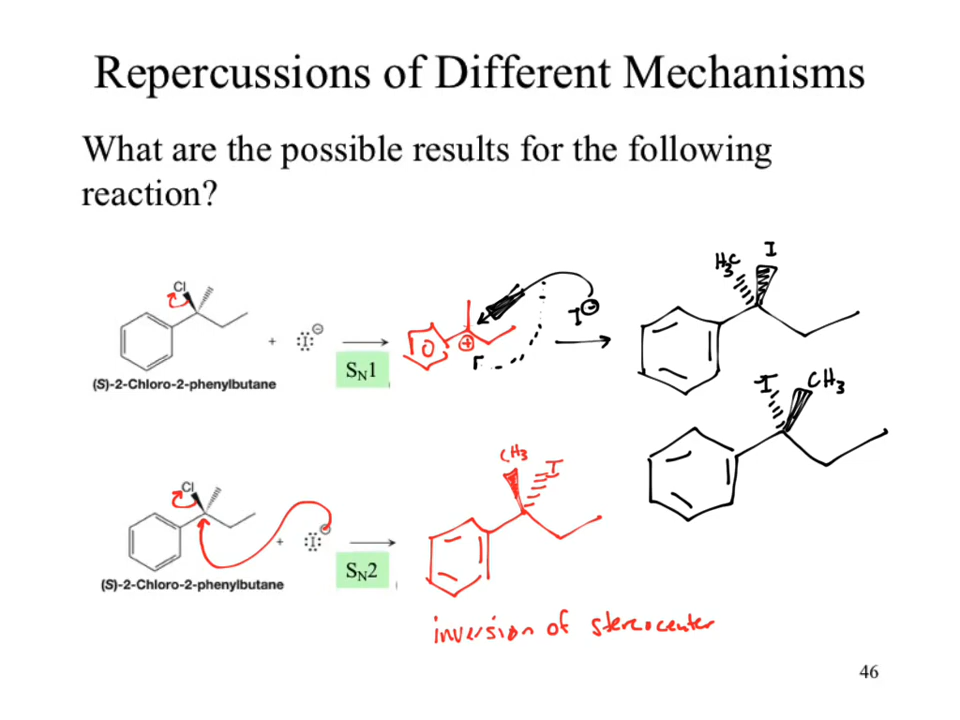 Repercussions of Different Mechanisms
What are the possible results for the following
reaction?
Cl
+ I ⊖
SN1
(S)-2-Chloro-2-phenylbutane
⊕
I ⊖
H3C I
I CH3
Cl
+ I ⊖
SN2
(S)-2-Chloro-2-phenylbutane
CH3 I
inversion of stereocenter
46